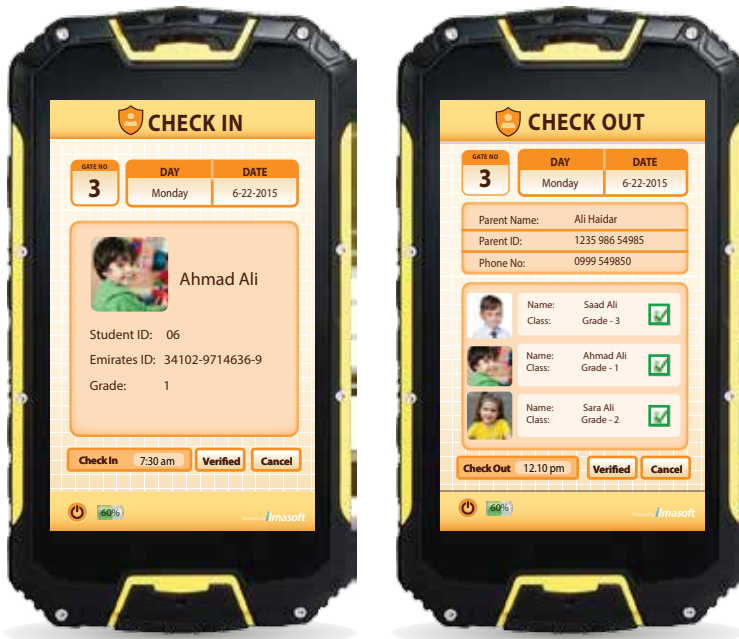 CHECK IN
GATE NO
3
DAY DATE
Monday 6-22-2015
Ahmad Ali
Student ID: 06
Emirates ID: 34102-9714636-9
Grade: 1
Check In 7:30 am Verified Cancel
60%
Imasoft
CHECK OUT
GATE NO
3
DAY DATE
Monday 6-22-2015
Parent Name: Ali Haidar
Parent ID: 1235 986 54985
Phone No: 0999 549850
Name: Saad Ali
Class: Grade - 3
Name: Ahmad Ali
Class: Grade - 1
Name: Sara Ali
Class: Grade - 2
Check Out 12.10 pm Verified Cancel
60%
Imasoft